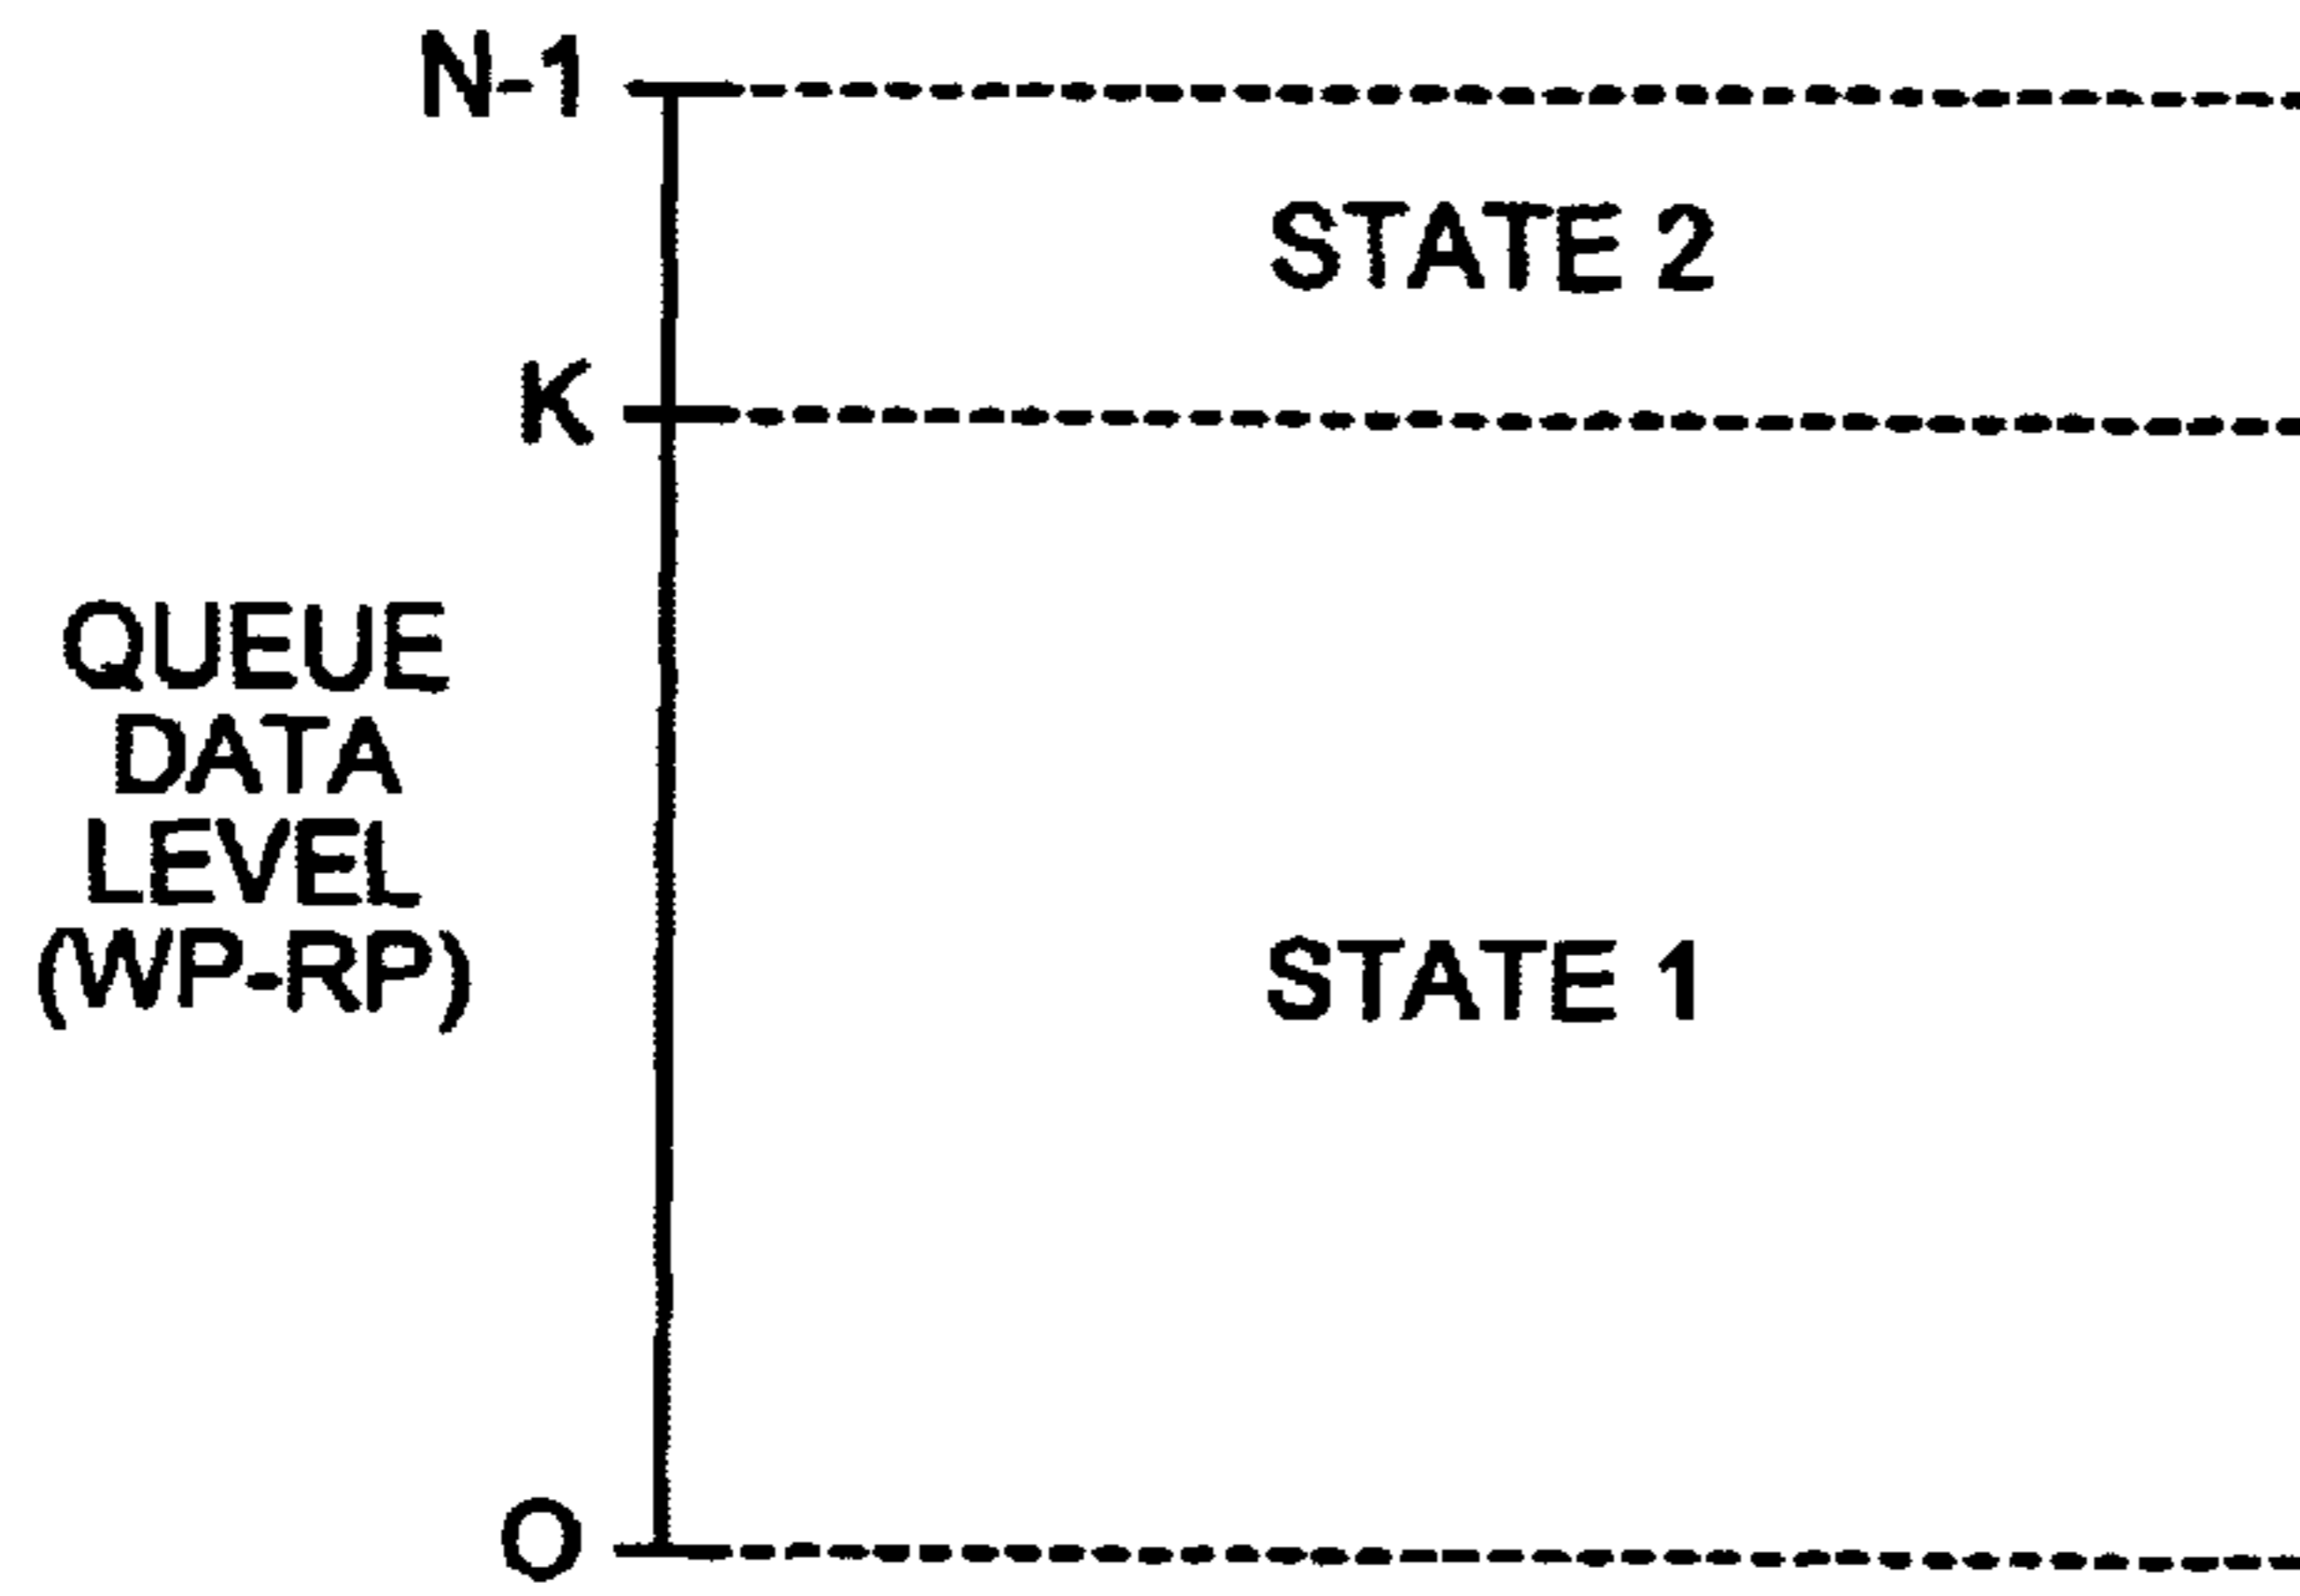 N-1
STATE 2
K
QUEUE
DATA
LEVEL
(WP-RP)
STATE 1
O